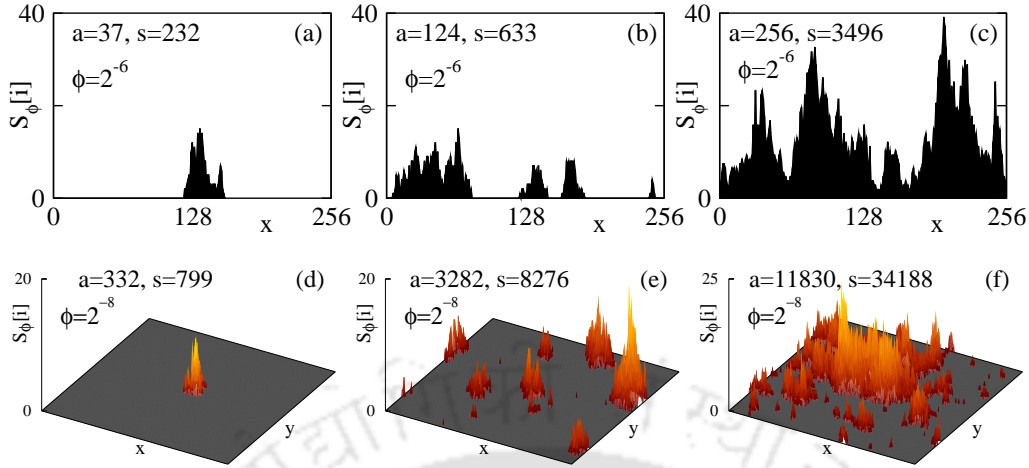 40
a=37, s=232
(a)
ϕ=2⁻⁶
S_ϕ[i]
0
0
128
x
256
40
a=124, s=633
(b)
ϕ=2⁻⁶
S_ϕ[i]
0
0
128
x
256
40
a=256, s=3496
(c)
ϕ=2⁻⁶
S_ϕ[i]
0
0
128
x
256
20
a=332, s=799
(d)
ϕ=2⁻⁸
S_ϕ[i]
0
x
y
20
a=3282, s=8276
(e)
ϕ=2⁻⁸
S_ϕ[i]
0
x
y
25
a=11830, s=34188
(f)
ϕ=2⁻⁸
S_ϕ[i]
0
x
y